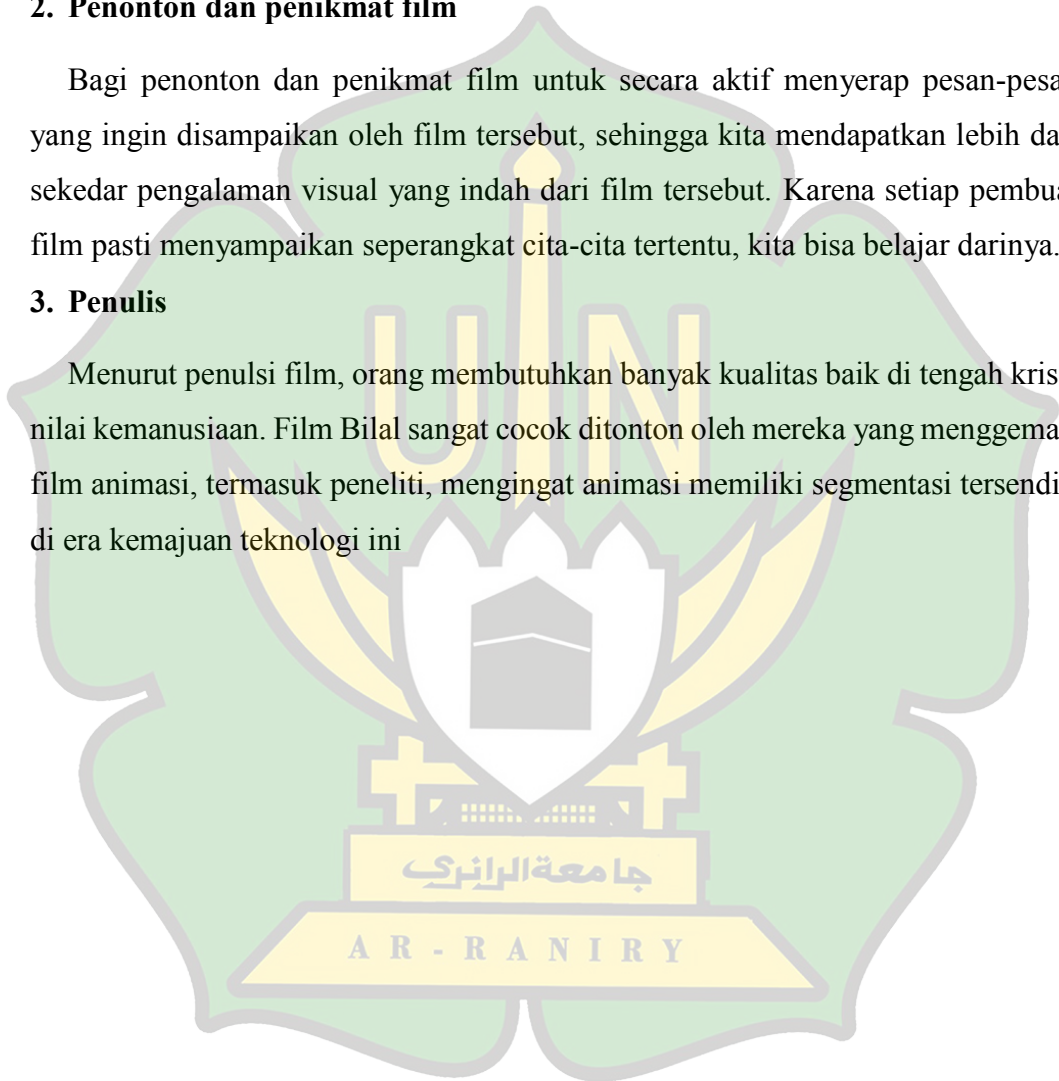 2. Penonton dan penikmat film
Bagi penonton dan penikmat film untuk secara aktif menyerap pesan-pesa
yang ingin disampaikan oleh film tersebut, sehingga kita mendapatkan lebih da
sekedar pengalaman visual yang indah dari film tersebut. Karena setiap pembua
film pasti menyampaikan seperangkat cita-cita tertentu, kita bisa belajar darinya.
3. Penulis
Menurut penulsi film, orang membutuhkan banyak kualitas baik di tengah kris
nilai kemanusiaan. Film Bilal sangat cocok ditonton oleh mereka yang menggema
film animasi, termasuk peneliti, mengingat animasi memiliki segmentasi tersendi
di era kemajuan teknologi ini
UIN
جامعةالرانري
AR-RANIRY